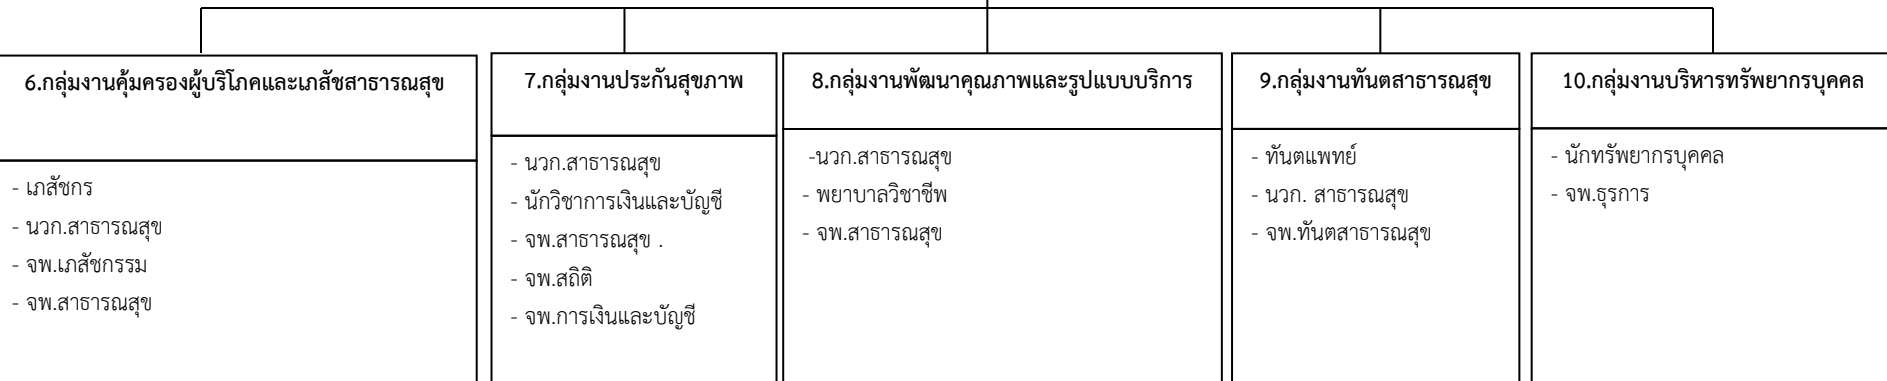 6.กลุ่มงานคุ้มครองผู้บริโภคและเภสัชสาธารณสุข
- เภสัชกร
- นวก.สาธารณสุข
- จพ.เภสัชกรรม
- จพ.สาธารณสุข
7.กลุ่มงานประกันสุขภาพ
- นวก.สาธารณสุข
- นักวิชาการเงินและบัญชี
- จพ.สาธารณสุข .
- จพ.สถิติ
- จพ.การเงินและบัญชี
8.กลุ่มงานพัฒนาคุณภาพและรูปแบบบริการ
-นวก.สาธารณสุข
- พยาบาลวิชาชีพ
- จพ.สาธารณสุข
9.กลุ่มงานทันตสาธารณสุข
- ทันตแพทย์
- นวก. สาธารณสุข
- จพ.ทันตสาธารณสุข
10.กลุ่มงานบริหารทรัพยากรบุคคล
- นักทรัพยากรบุคคล
- จพ.ธุรการ